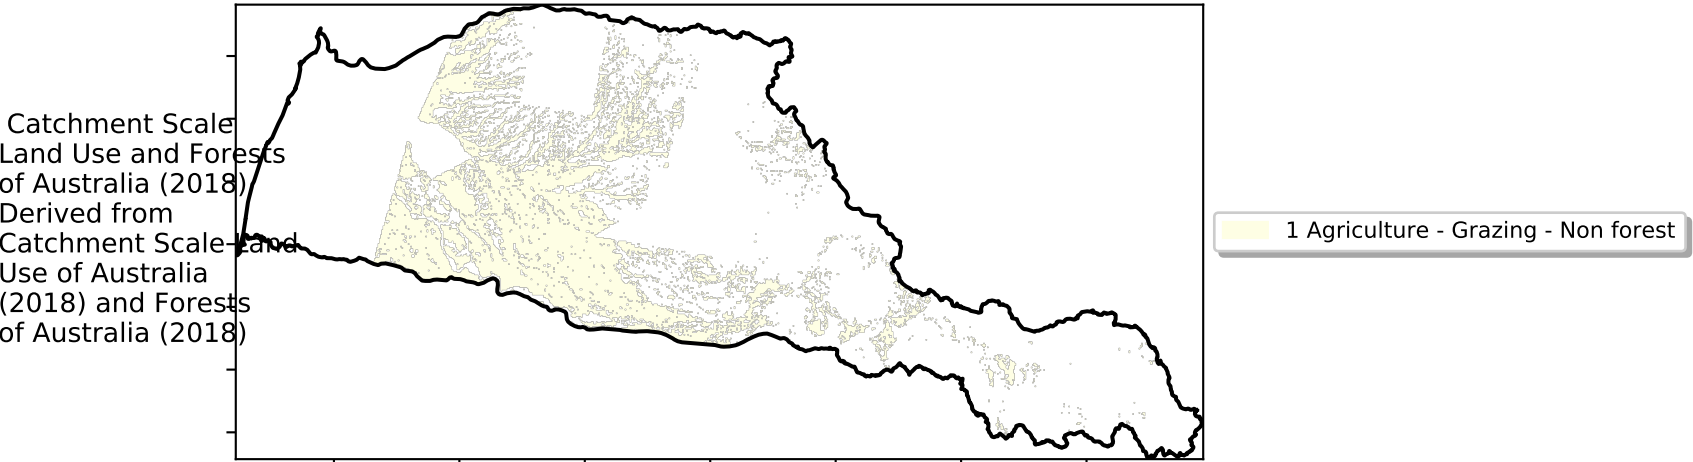 Catchment Scale
Land Use and Forests
of Australia (2018)
Derived from
Catchment Scale Land
Use of Australia
(2018) and Forests
of Australia (2018)
1 Agriculture - Grazing - Non forest